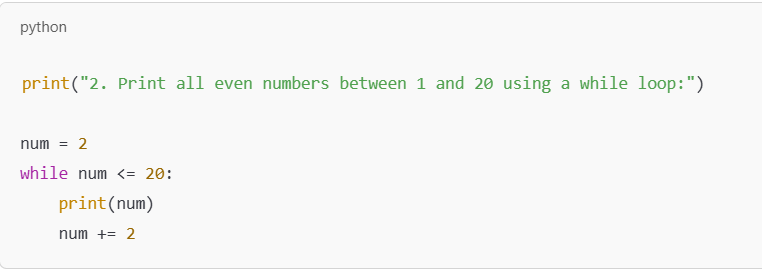 python
print("2. Print all even numbers between 1 and 20 using a while loop:")
num = 2
while num <= 20:
    print(num)
    num += 2